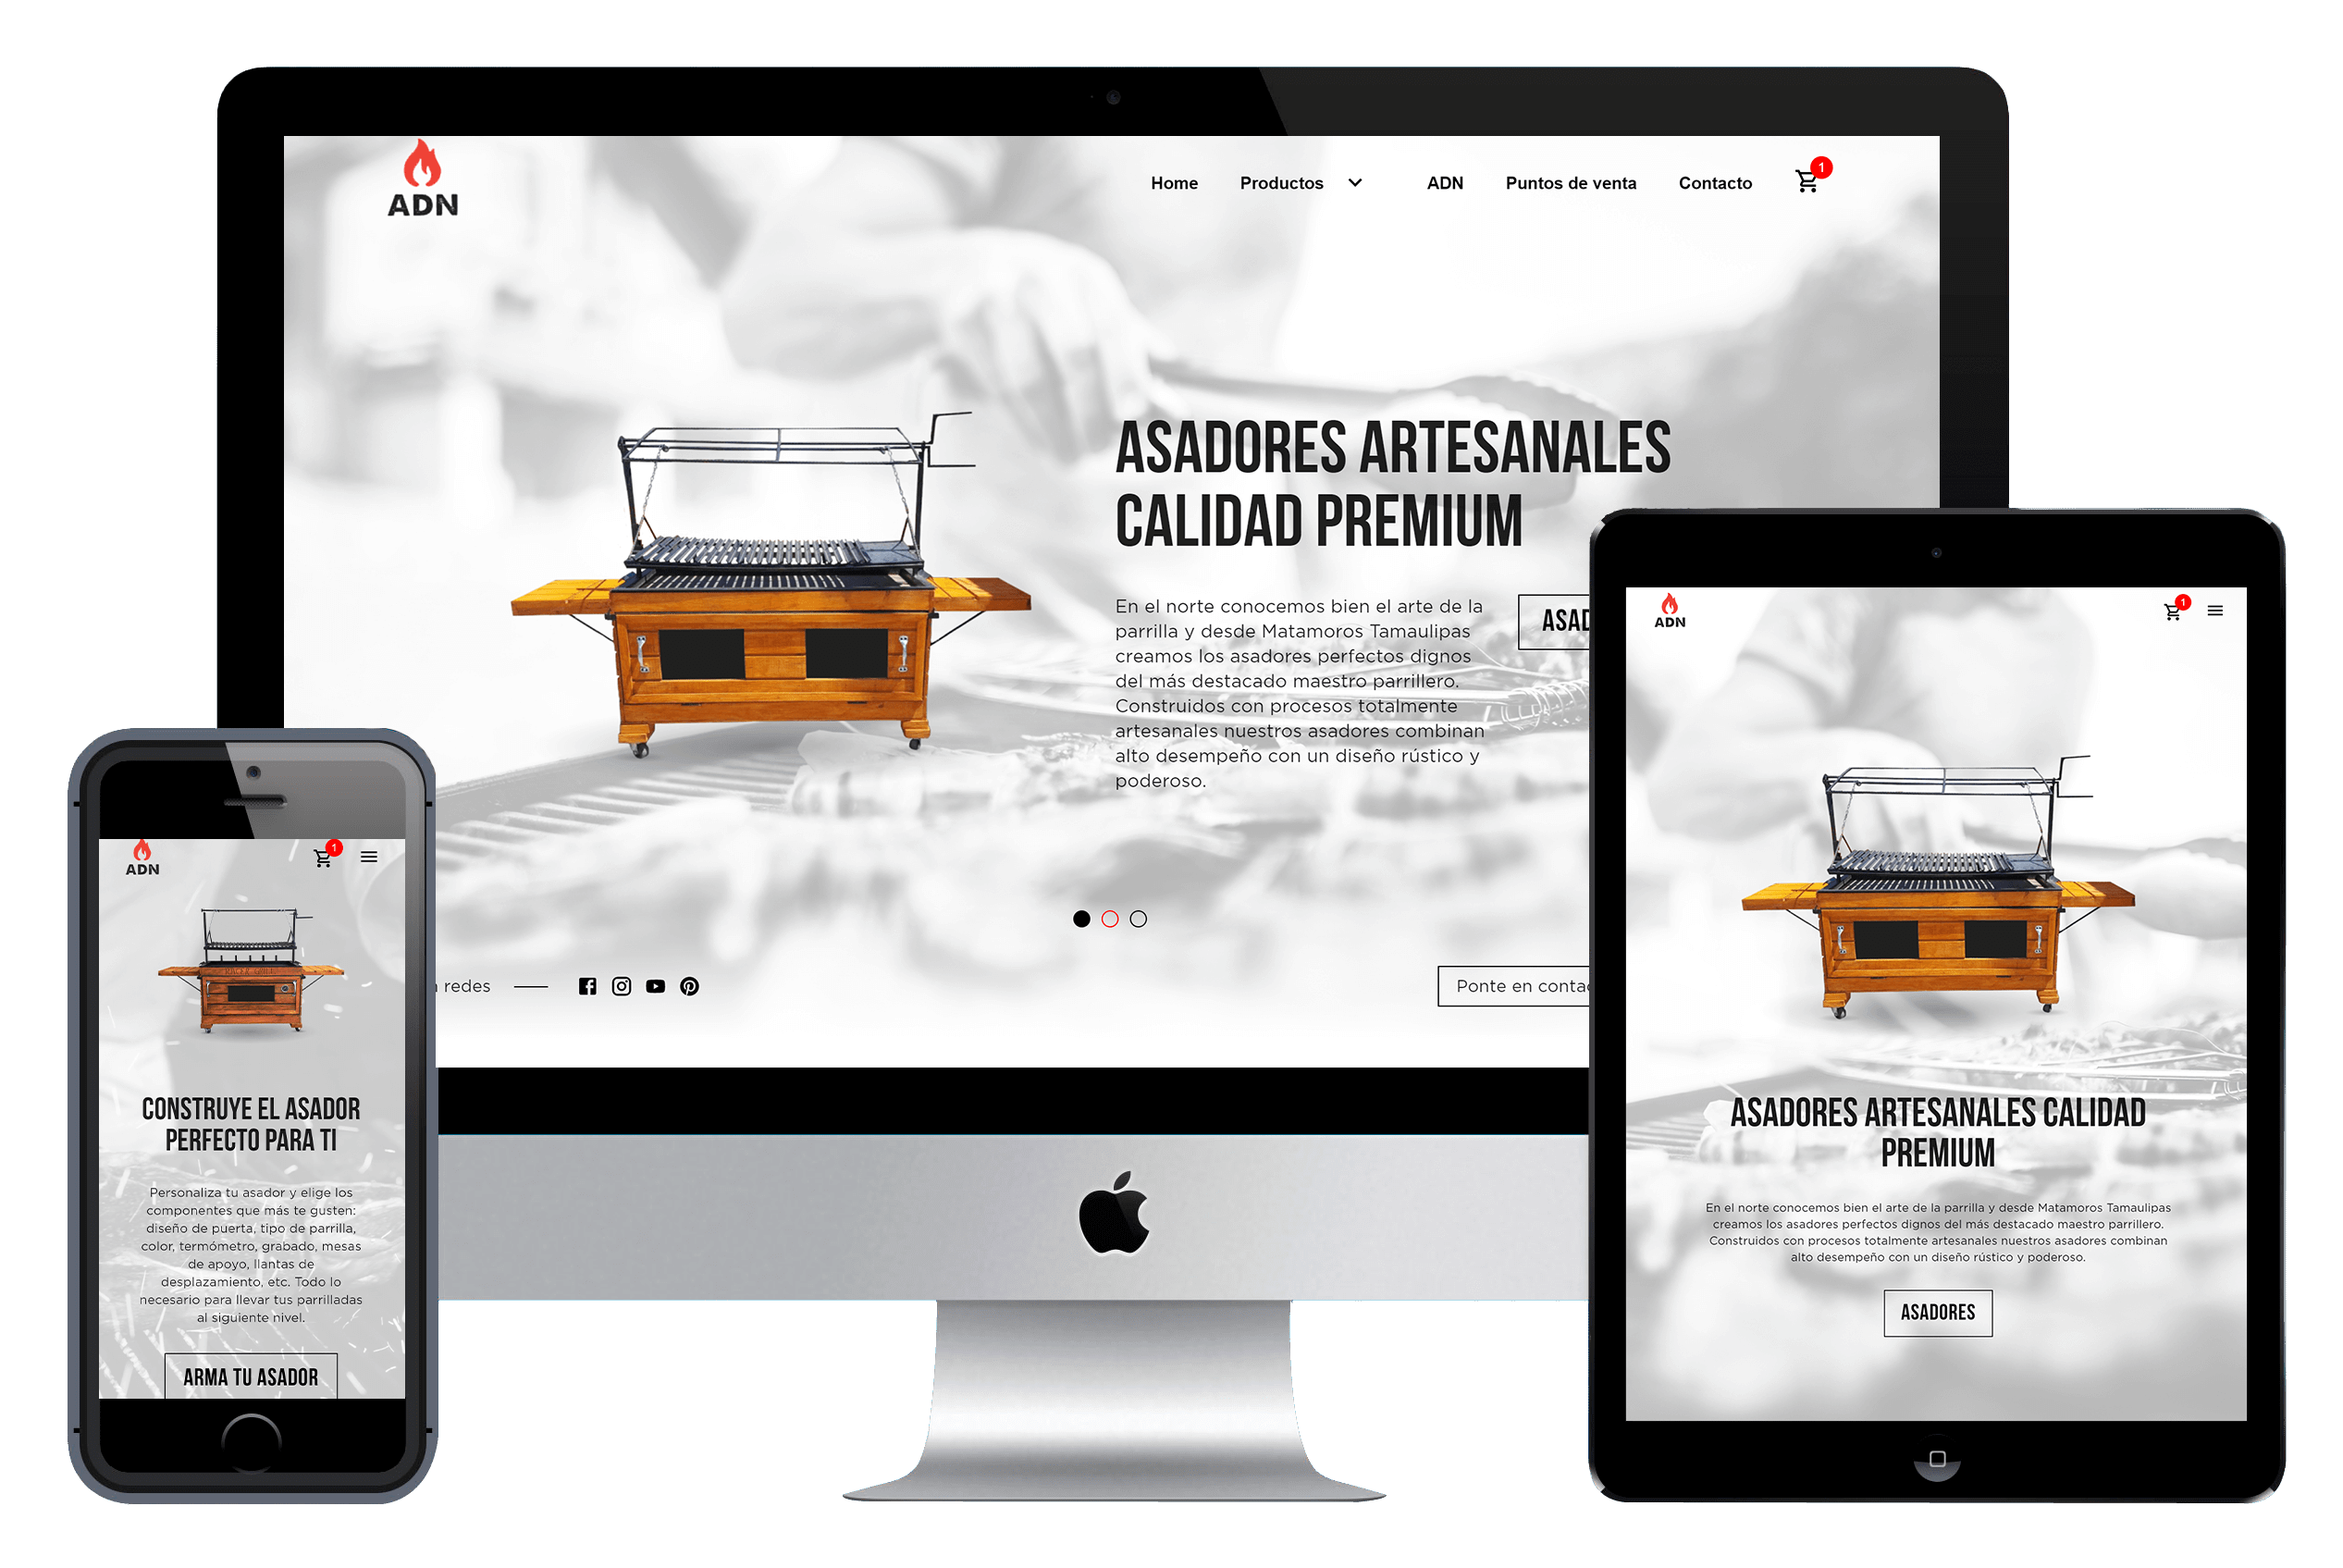 ADN
Home Productos ADN Puntos de venta Contacto 1
ASADORES ARTESANALES
CALIDAD PREMIUM
En el norte conocemos bien el arte de la
parrilla y desde Matamoros Tamaulipas
creamos los asadores perfectos dignos
del más destacado maestro parrillero.
Construidos con procesos totalmente
artesanales nuestros asadores combinan
alto desempeño con un diseño rústico y
poderoso.
redes
Ponte en
ADN
1
CONSTRUYE EL ASADOR
PERFECTO PARA TI
Personaliza tu asador y elige los
componentes que más te gusten:
diseño de puerta, tipo de parrilla,
color, termómetro, grabado, mesas
de apoyo, llantas de
desplazamiento, etc. Todo lo
necesario para llevar tus parrilladas
al siguiente nivel.
ARMA TU ASADOR
ADN
1
ASADORES ARTESANALES CALIDAD
PREMIUM
En el norte conocemos bien el arte de la parrilla y desde Matamoros Tamaulipas
creamos los asadores perfectos dignos del más destacado maestro parrillero.
Construidos con procesos totalmente artesanales nuestros asadores combinan
alto desempeño con un diseño rústico y poderoso.
ASADORES